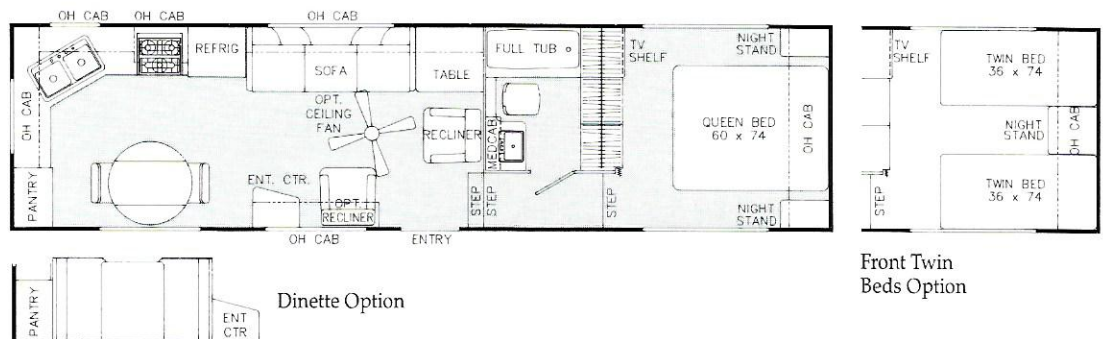 OH CAB
OH CAB
OH CAB
REFRIG
SOFA
TABLE
FULL TUB
TV
SHELF
NIGHT
STAND
OH CAB
OPT.
CEILING
FAN
RECLINER
MEDCAB
QUEEN BED
60 x 74
OH CAB
PANTRY
ENT. CTR.
OPT.
RECLINER
STEP
STEP
STEP
NIGHT
STAND
OH CAB
ENTRY
TV
SHELF
TWIN BED
36 x 74
NIGHT
STAND
OH CAB
TWIN BED
36 x 74
STEP
Front Twin
Beds Option
PANTRY
ENT
CTR
Dinette Option